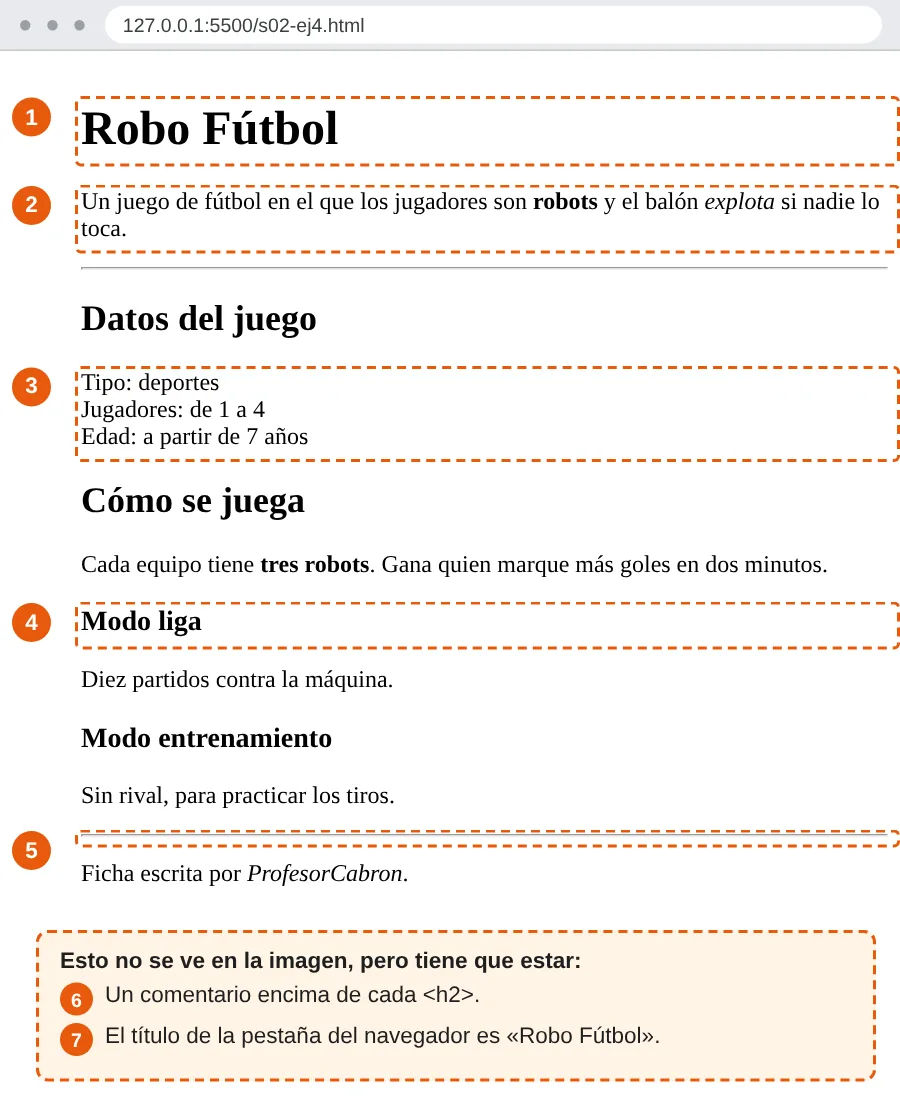 127.0.0.1:5500/s02-ej4.html
1
Robo Fútbol
2
Un juego de fútbol en el que los jugadores son robots y el balón explota si nadie lo
toca.
Datos del juego
3
Tipo: deportes
Jugadores: de 1 a 4
Edad: a partir de 7 años
Cómo se juega
Cada equipo tiene tres robots. Gana quien marque más goles en dos minutos.
4
Modo liga
Diez partidos contra la máquina.
Modo entrenamiento
Sin rival, para practicar los tiros.
5
Ficha escrita por ProfesorCabron.
Esto no se ve en la imagen, pero tiene que estar:
6 Un comentario encima de cada <h2>.
7 El título de la pestaña del navegador es «Robo Fútbol».